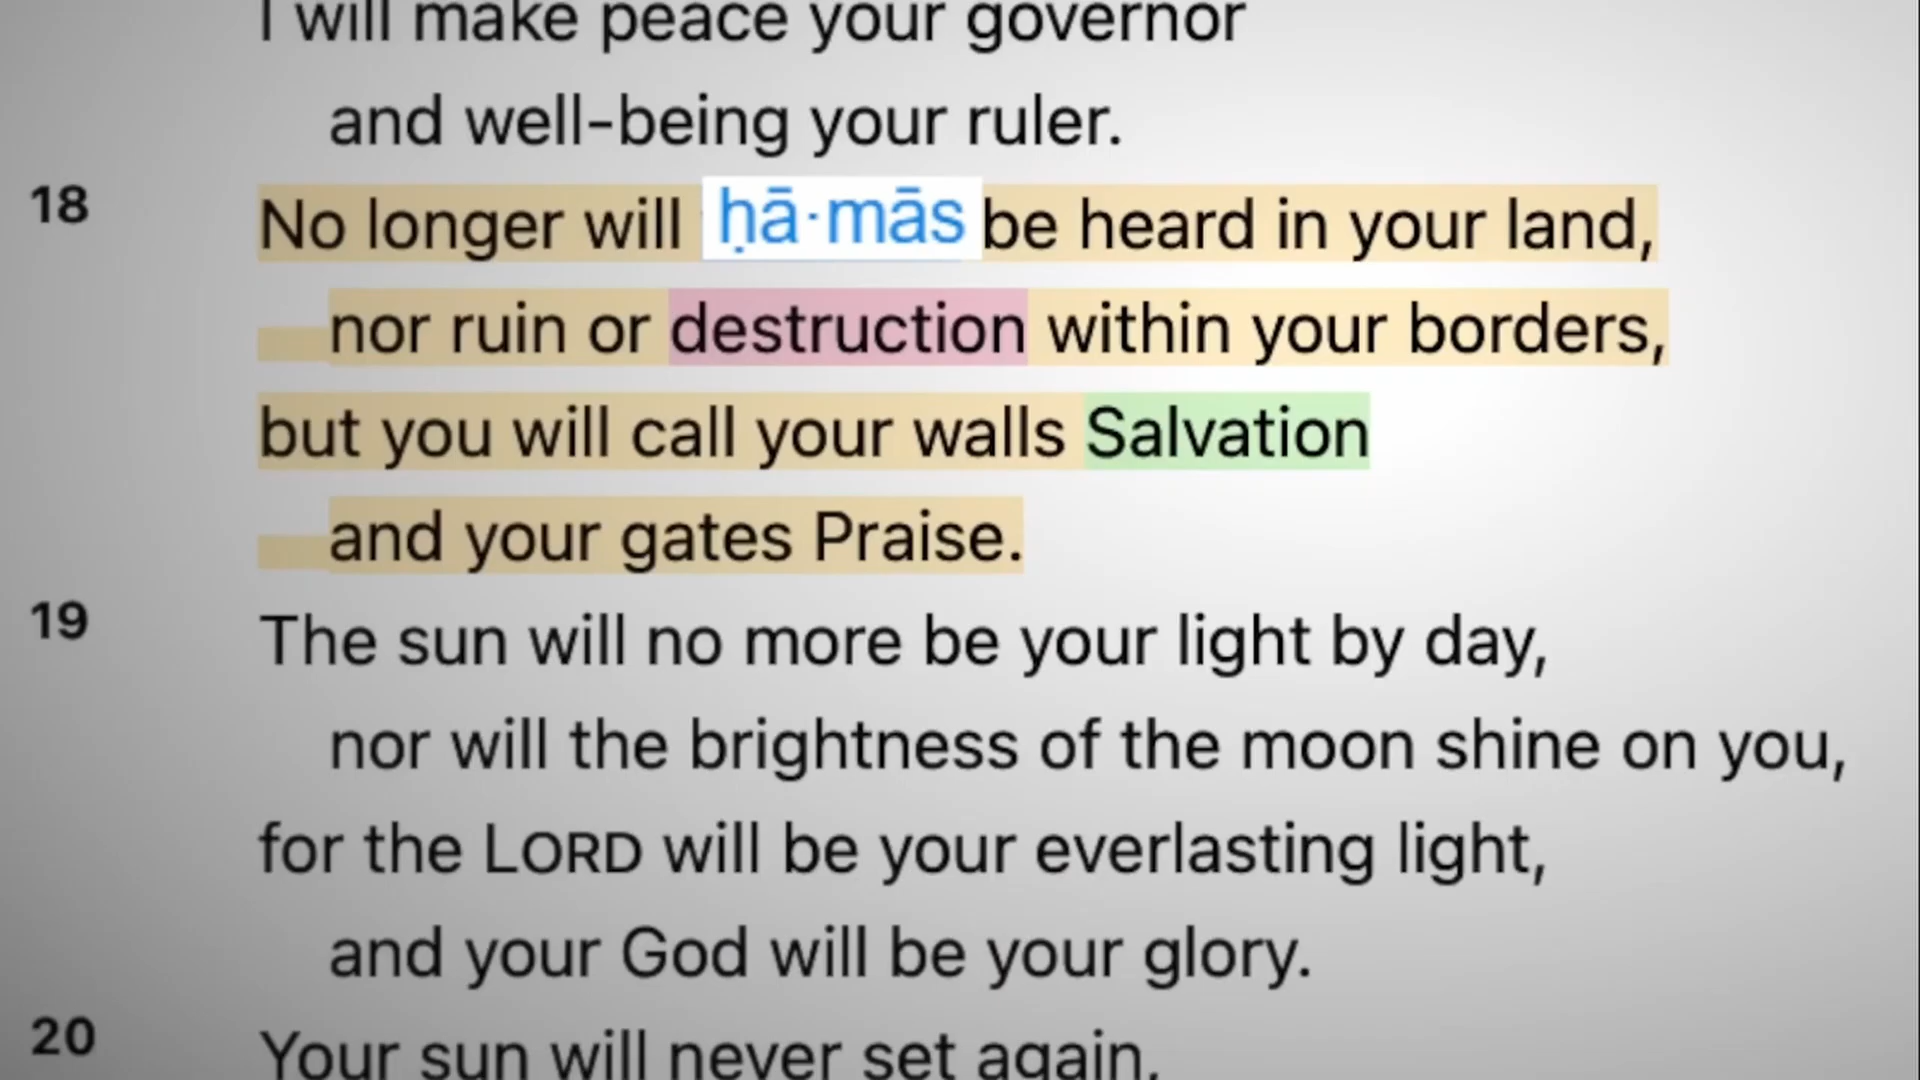 I will make peace your governor
and well-being your ruler.
18 No longer will ḥā·mās be heard in your land,
nor ruin or destruction within your borders,
but you will call your walls Salvation
and your gates Praise.
19 The sun will no more be your light by day,
nor will the brightness of the moon shine on you,
for the LORD will be your everlasting light,
and your God will be your glory.
20 Your sun will never set again,